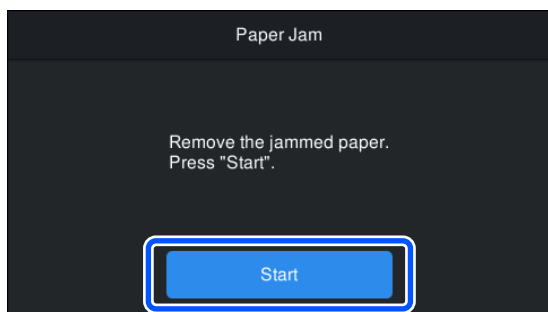 Paper Jam
Remove the jammed paper.
Press "Start".
Start